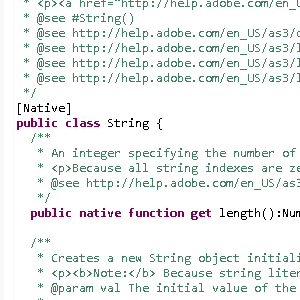 * <p><a href="http://help.adobe.com/en_
* @see #String()
* @see http://help.adobe.com/en_US/as3/
* @see http://help.adobe.com/en_US/as3/l
* @see http://help.adobe.com/en_US/as3/l
* @see http://help.adobe.com/en_US/as3/l
*/
[Native]
public class String {
/**
* An integer specifying the number of
* <p>Because all string indexes are ze
* @see http://help.adobe.com/en_US/as3
*/
public native function get length():Num
/**
* Creates a new String object initiali
* <p><b>Note:</b> Because string liter
* @param val The initial value of the